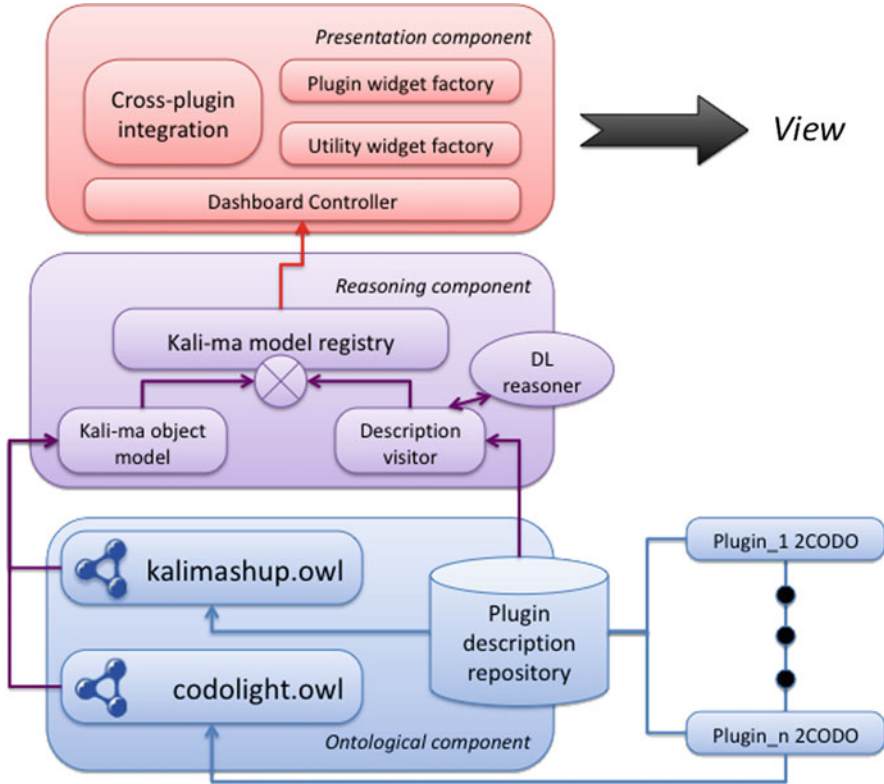 Presentation component
Cross-plugin
integration
Plugin widget factory
Utility widget factory
Dashboard Controller
View
Reasoning component
Kali-ma model registry
DL
reasoner
Kali-ma object
model
Description
visitor
kalimashup.owl
Plugin
description
repository
codolight.owl
Ontological component
Plugin_1 2CODO
Plugin_n 2CODO